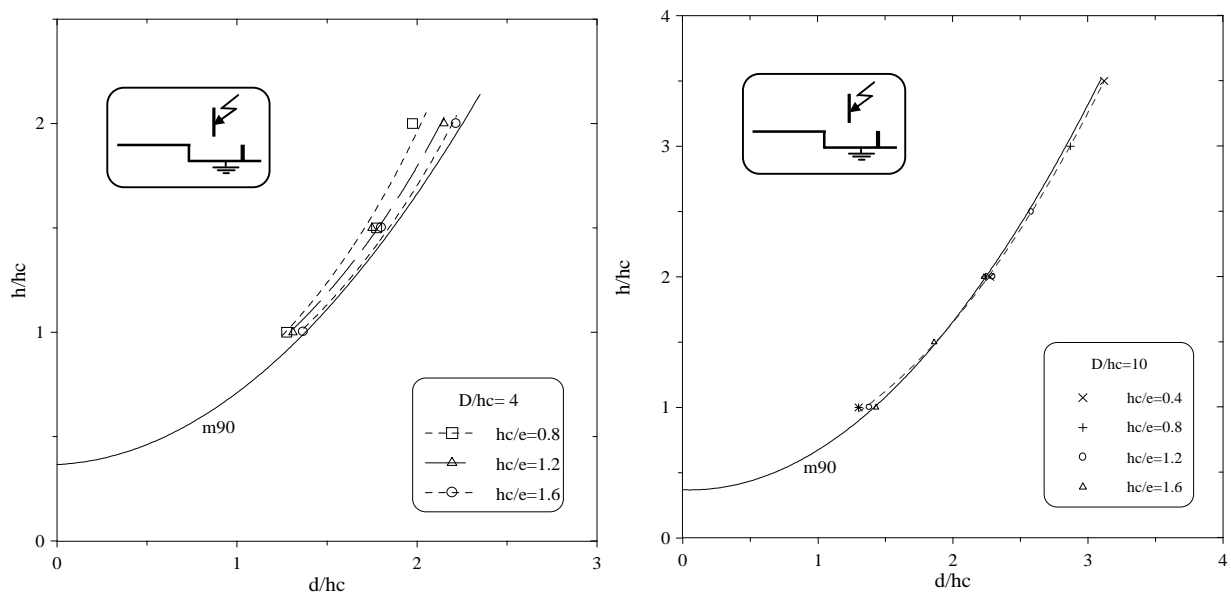 2
1
0
h/hc
m90
D/hc= 4
hc/e=0.8
hc/e=1.2
hc/e=1.6
0
1
2
3
d/hc
4
3
2
1
0
h/hc
m90
D/hc=10
hc/e=0.4
hc/e=0.8
hc/e=1.2
hc/e=1.6
0
1
2
3
4
d/hc